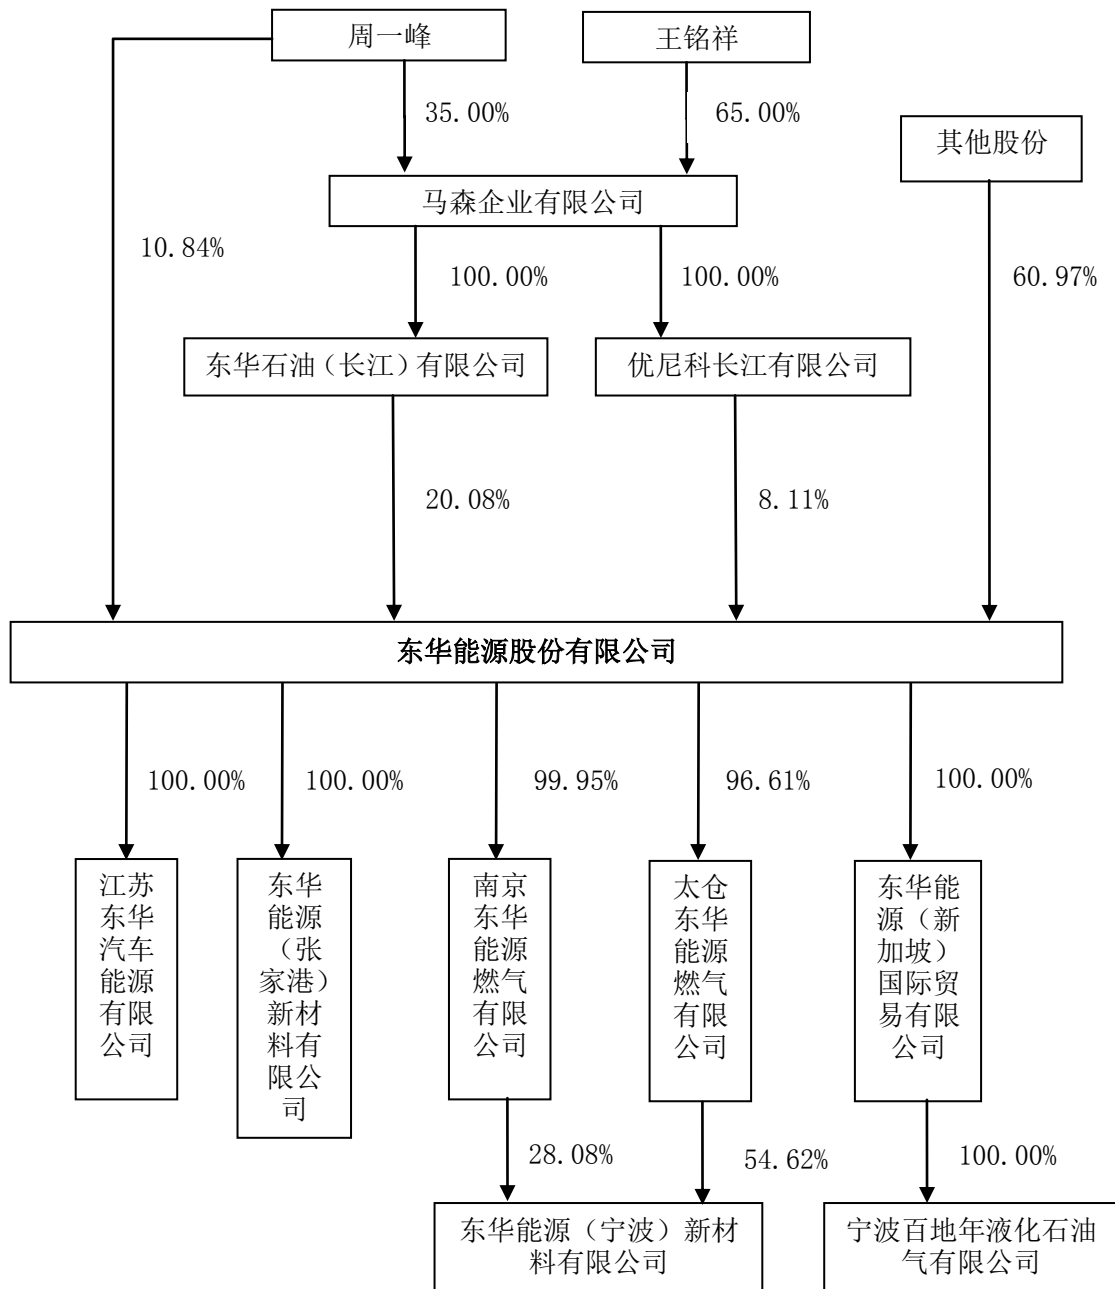 周一峰
王铭祥
35.00%
65.00%
其他股份
马森企业有限公司
10.84%
100.00%
100.00%
60.97%
东华石油（长江）有限公司
优尼科长江有限公司
20.08%
8.11%
东华能源股份有限公司
100.00%
100.00%
99.95%
96.61%
100.00%
江苏
东华
汽车
能源
有限
公司
东华
能源
（张
家港）
新材
料有
限公
司
南京
东华
能源
燃气
有限
公司
太仓
东华
能源
燃气
有限
公司
东华能
源（新
加坡）
国际贸
易有限
公司
28.08%
54.62%
100.00%
东华能源（宁波）新材
料有限公司
宁波百地年液化石油
气有限公司